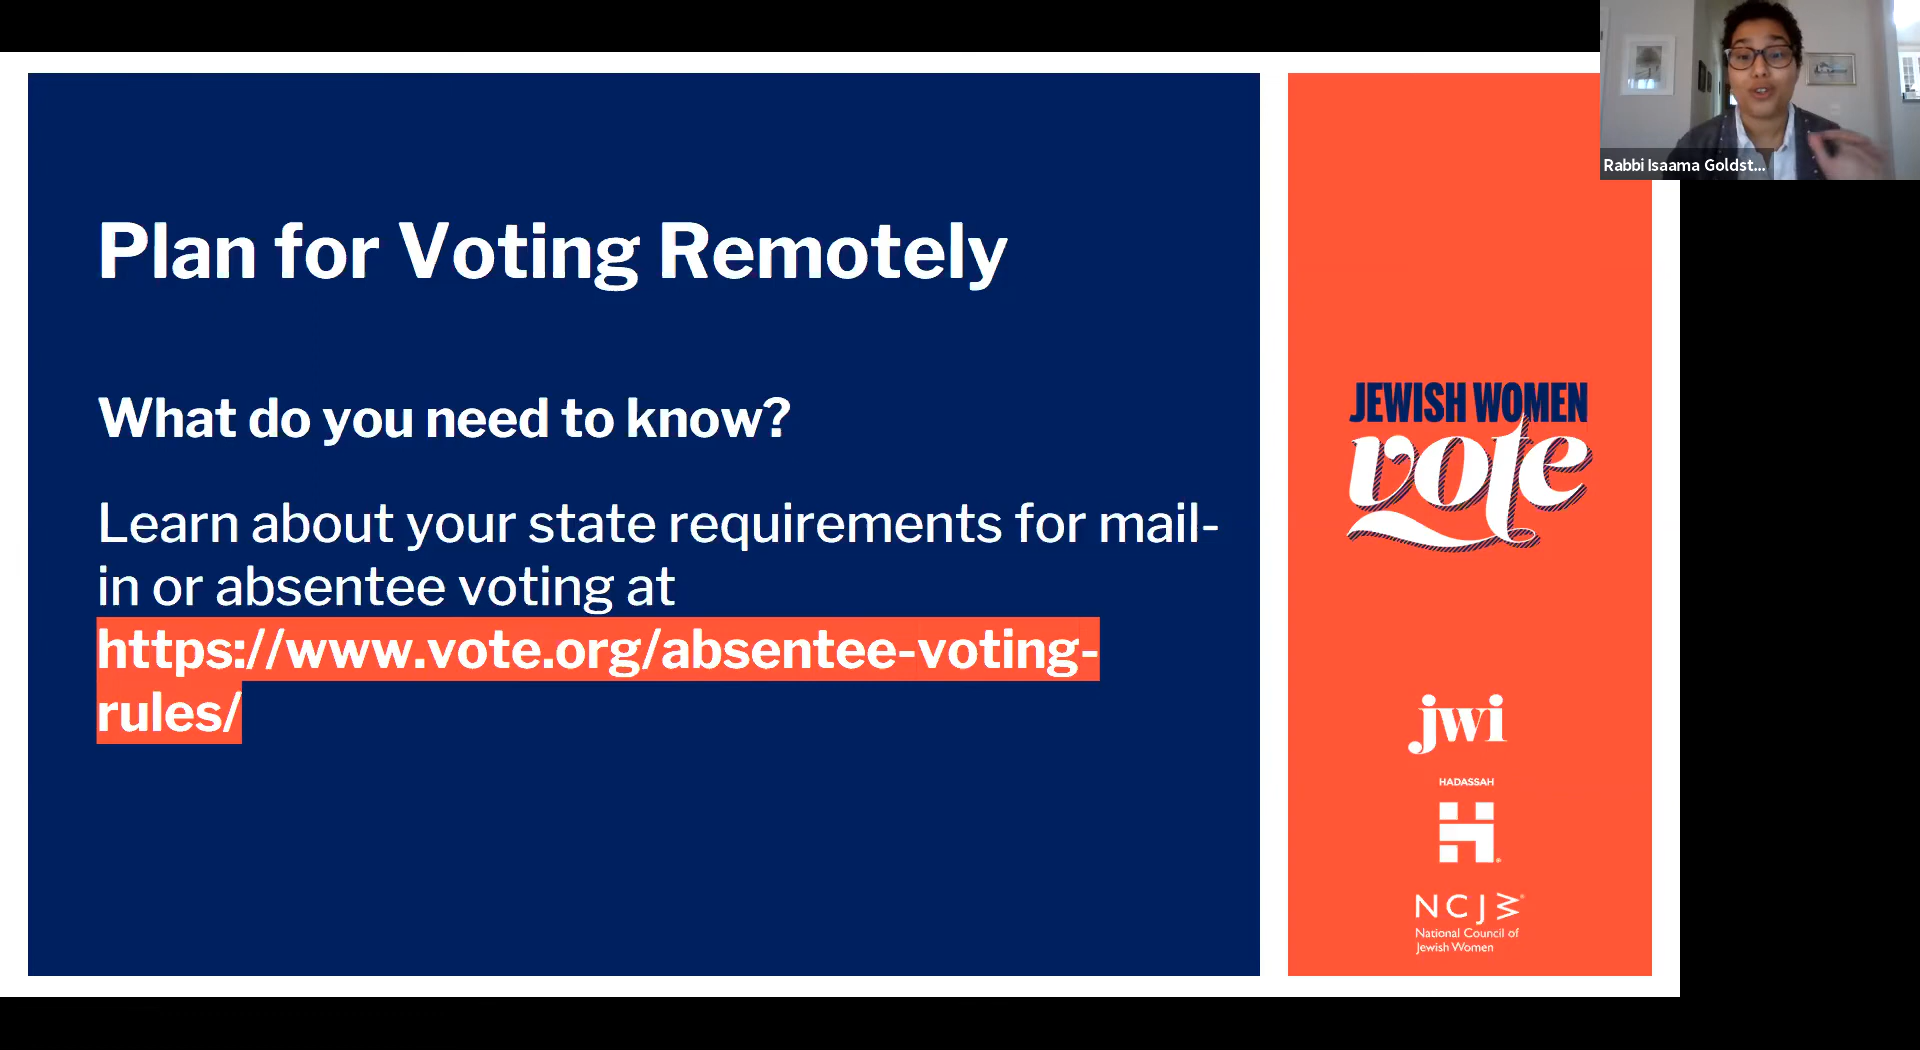 Plan for Voting Remotely
What do you need to know?
Learn about your state requirements for mail-
in or absentee voting at
https://www.vote.org/absentee-voting-
rules/
JEWISH WOMEN
vote
jwi
HADASSAH
H
NCJW
National Council of
Jewish Women
Rabbi Isaama Goldst...